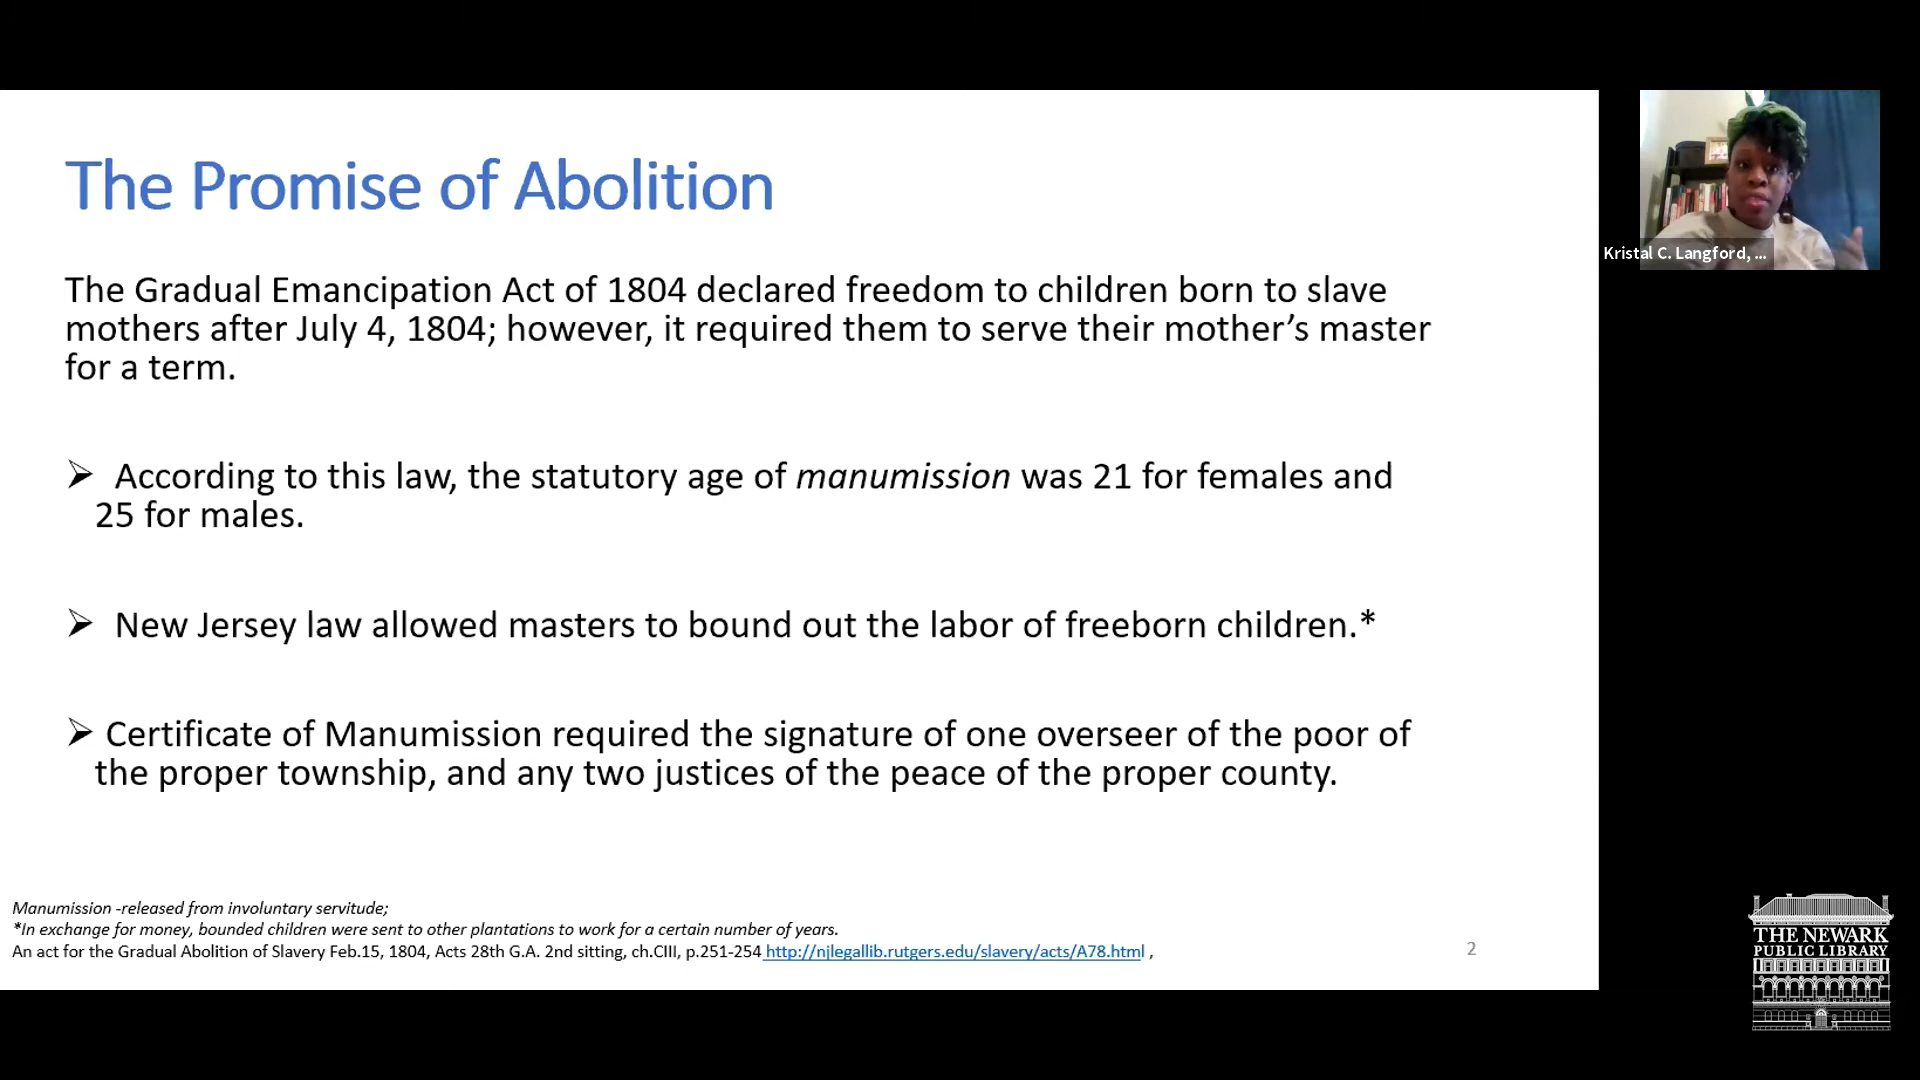 The Promise of Abolition
The Gradual Emancipation Act of 1804 declared freedom to children born to slave
mothers after July 4, 1804; however, it required them to serve their mother’s master
for a term.
➢ According to this law, the statutory age of manumission was 21 for females and
25 for males.
➢ New Jersey law allowed masters to bound out the labor of freeborn children.*
➢ Certificate of Manumission required the signature of one overseer of the poor of
the proper township, and any two justices of the peace of the proper county.
Manumission -released from involuntary servitude;
*In exchange for money, bounded children were sent to other plantations to work for a certain number of years.
An act for the Gradual Abolition of Slavery Feb.15, 1804, Acts 28th G.A. 2nd sitting, ch.CIII, p.251-254 http://njlegallib.rutgers.edu/slavery/acts/A78.html ,
2
Kristal C. Langford, ...
THE NEWARK
PUBLIC LIBRARY